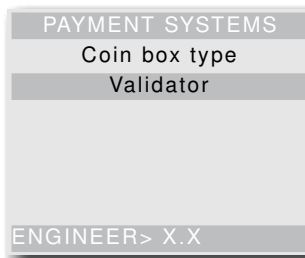 PAYMENT SYSTEMS
Coin box type
Validator
ENGINEER> X.X